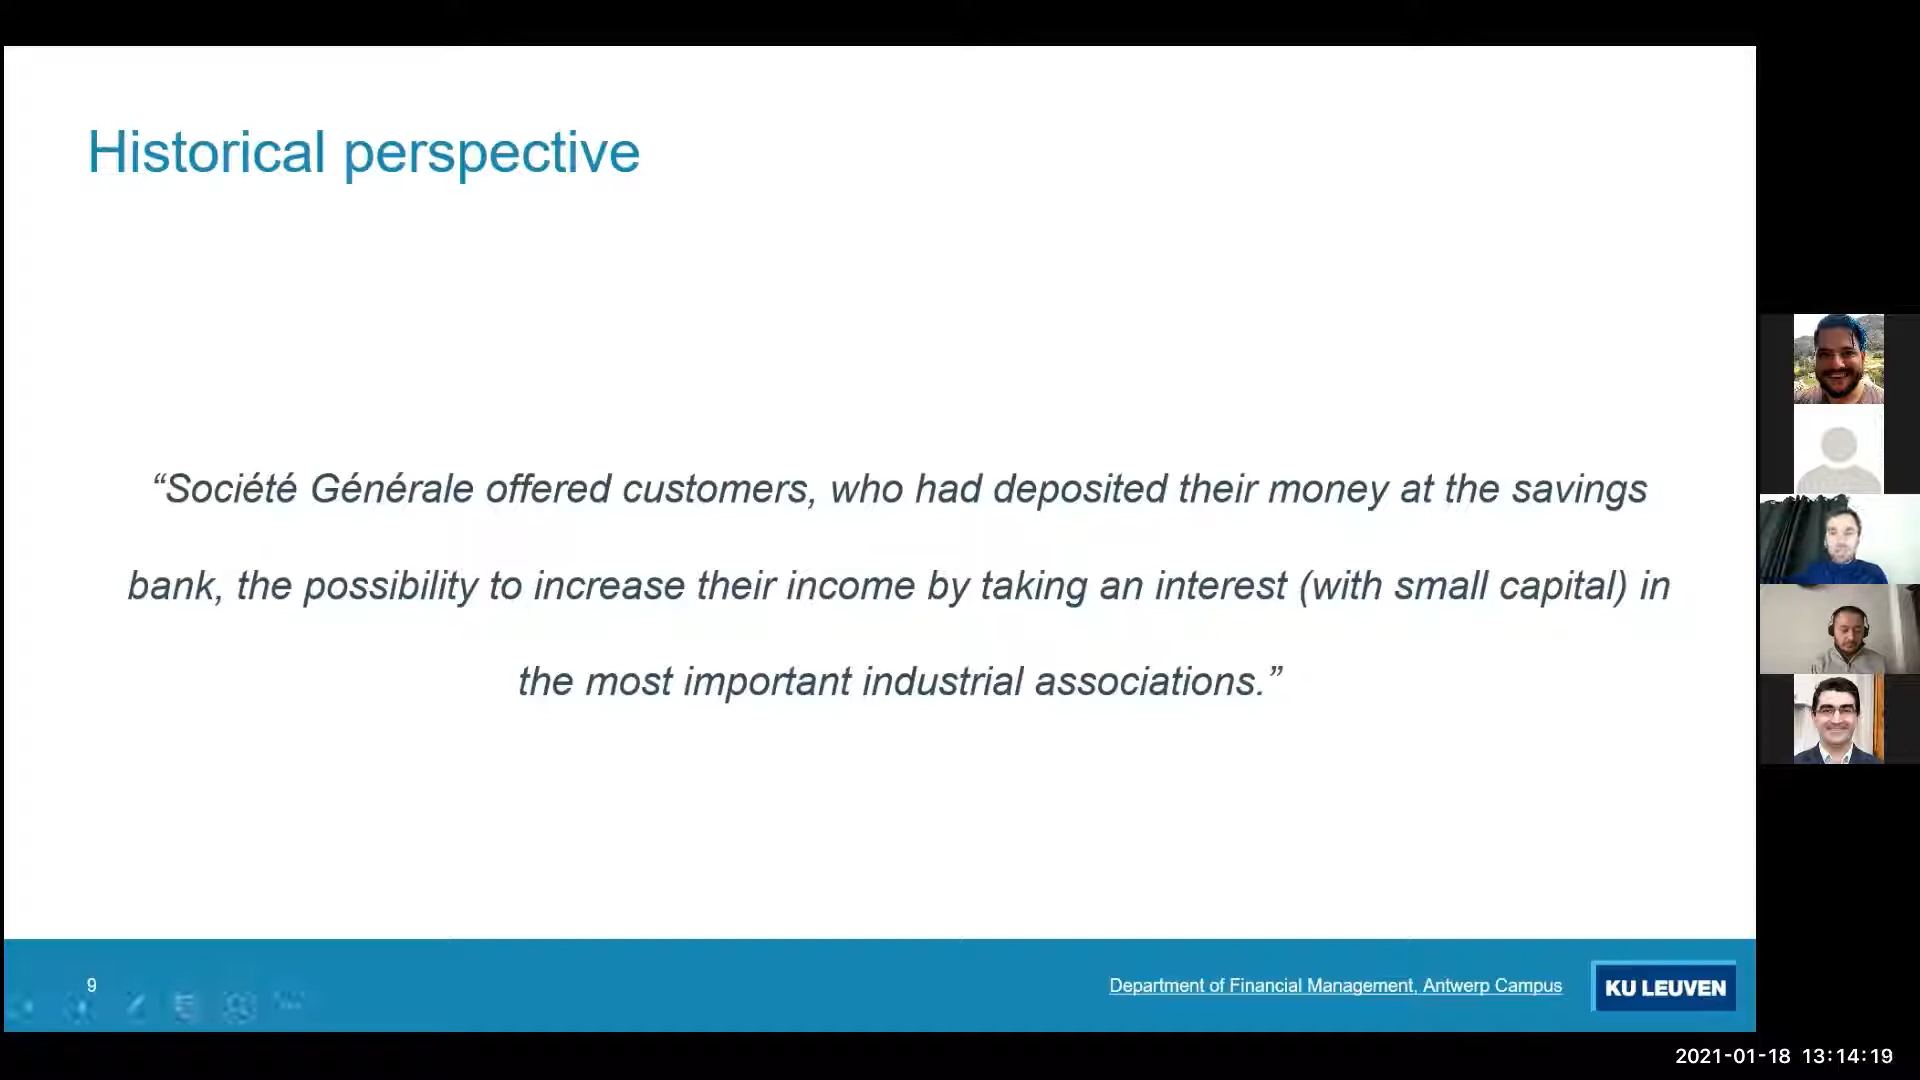 Historical perspective
“Société Générale offered customers, who had deposited their money at the savings
bank, the possibility to increase their income by taking an interest (with small capital) in
the most important industrial associations.”
9
Department of Financial Management, Antwerp Campus
KU LEUVEN
2021-01-18 13:14:19